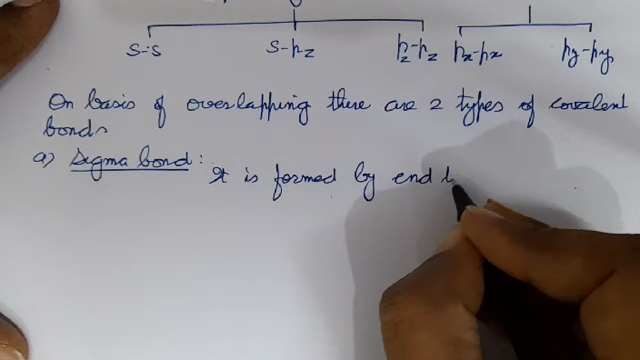 s-s s-pz pz-pz px-px py-py
On basis of overlapping there are 2 types of covalent
bonds
a) Sigma bond: It is formed by end